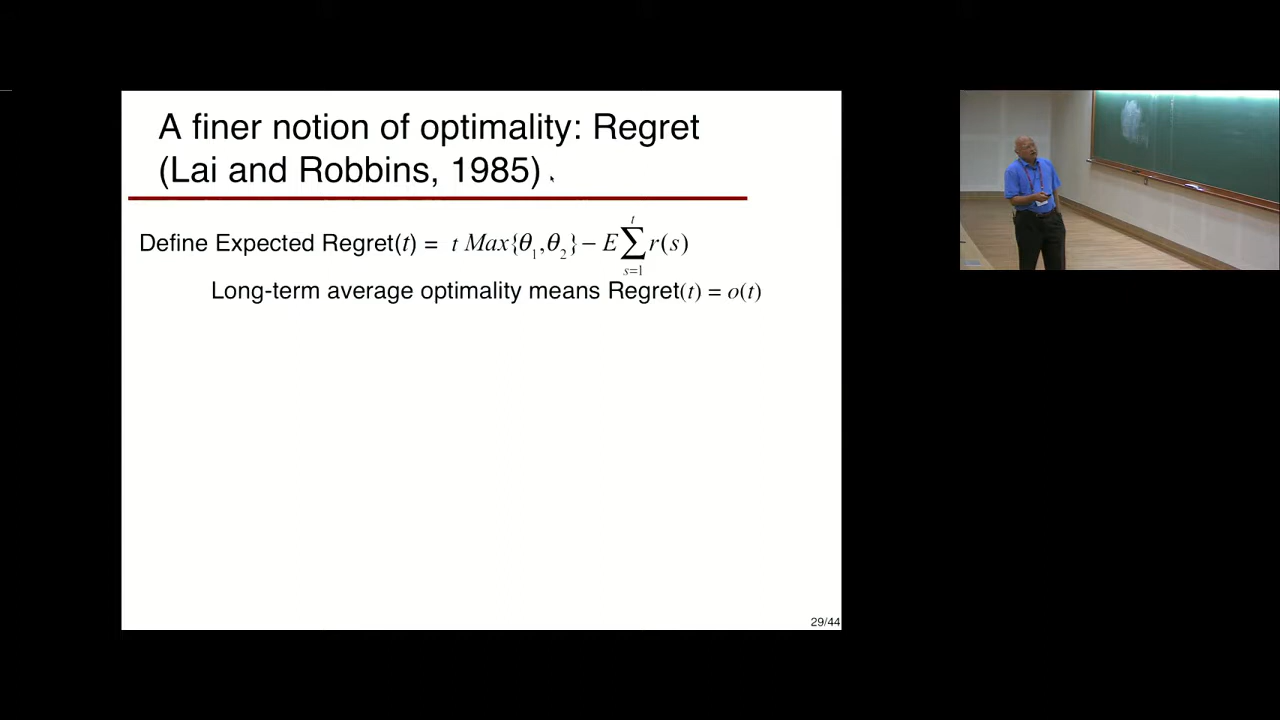 A finer notion of optimality: Regret
(Lai and Robbins, 1985)
Define Expected Regret(t) = t Max{θ₁,θ₂} − E∑ₛ₌₁ᵗ r(s)
Long-term average optimality means Regret(t) = o(t)
29/44